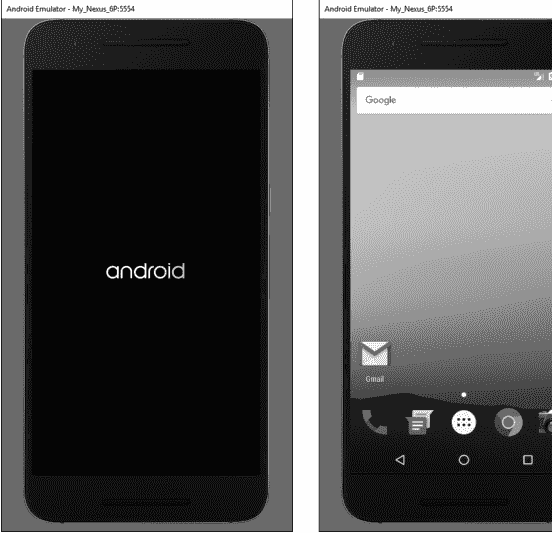 Android Emulator - My_Nexus_6P:5554
android
Android Emulator - My_Nexus_6P:5554
Google
Gmail